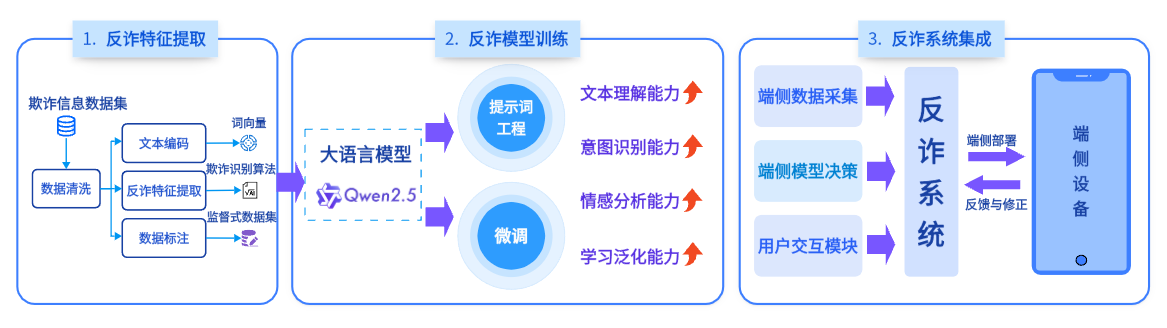 1. 反诈特征提取
欺诈信息数据集
数据清洗
文本编码
反诈特征提取
数据标注
词向量
欺诈识别算法
监督式数据集
2. 反诈模型训练
大语言模型
Qwen2.5
提示词
工程
微调
文本理解能力
意图识别能力
情感分析能力
学习泛化能力
3. 反诈系统集成
端侧数据采集
端侧模型决策
用户交互模块
反诈系统
端侧部署
反馈与修正
端侧设备